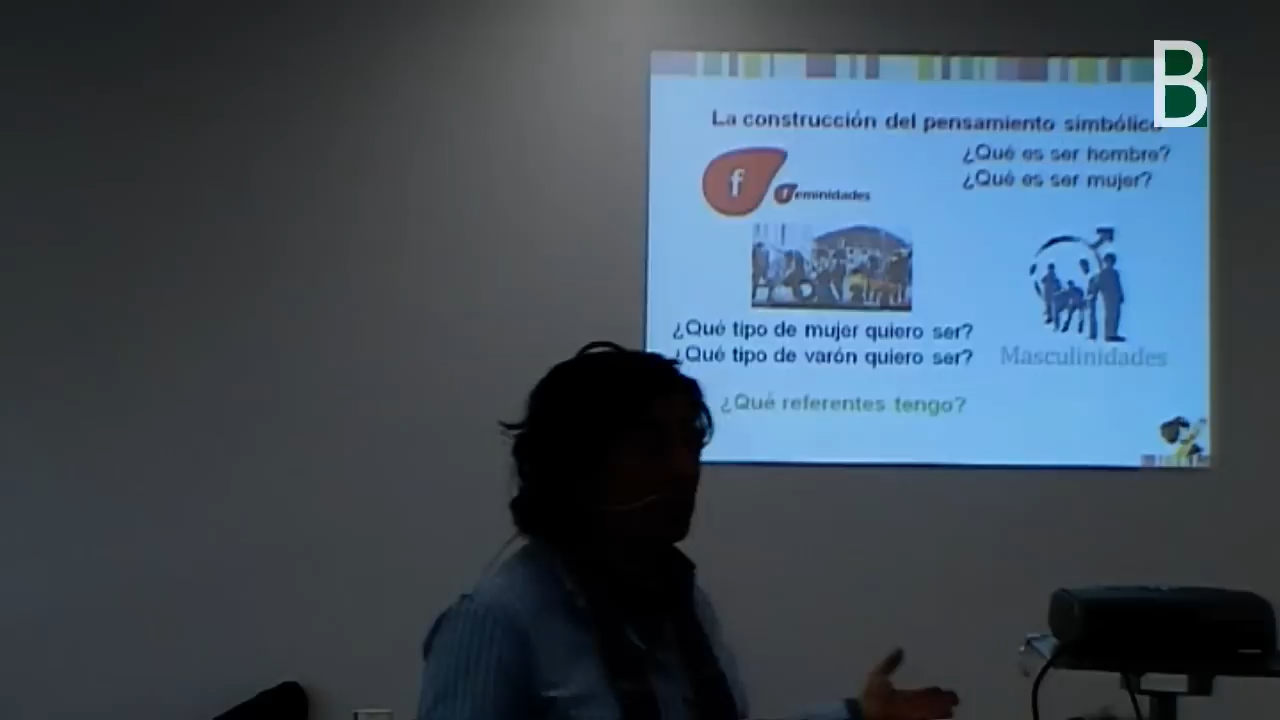 B
La construcción del pensamiento simbólico
¿Qué es ser hombre?
¿Qué es ser mujer?
f
feminidades
¿Qué tipo de mujer quiero ser?
¿Qué tipo de varón quiero ser?
Masculinidades
¿Qué referentes tengo?